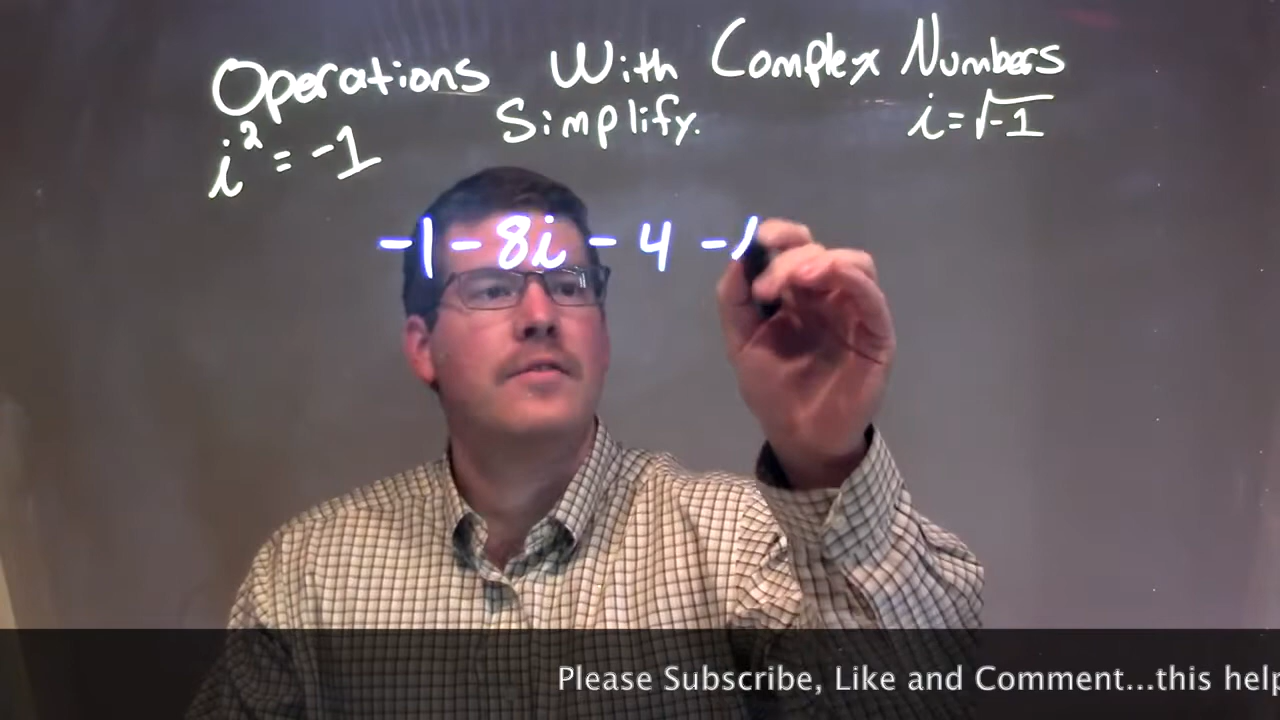 Operations With Complex Numbers
i² = -1 Simplify. i = √-1
-1 - 8i - 4 -
Please Subscribe, Like and Comment...this help